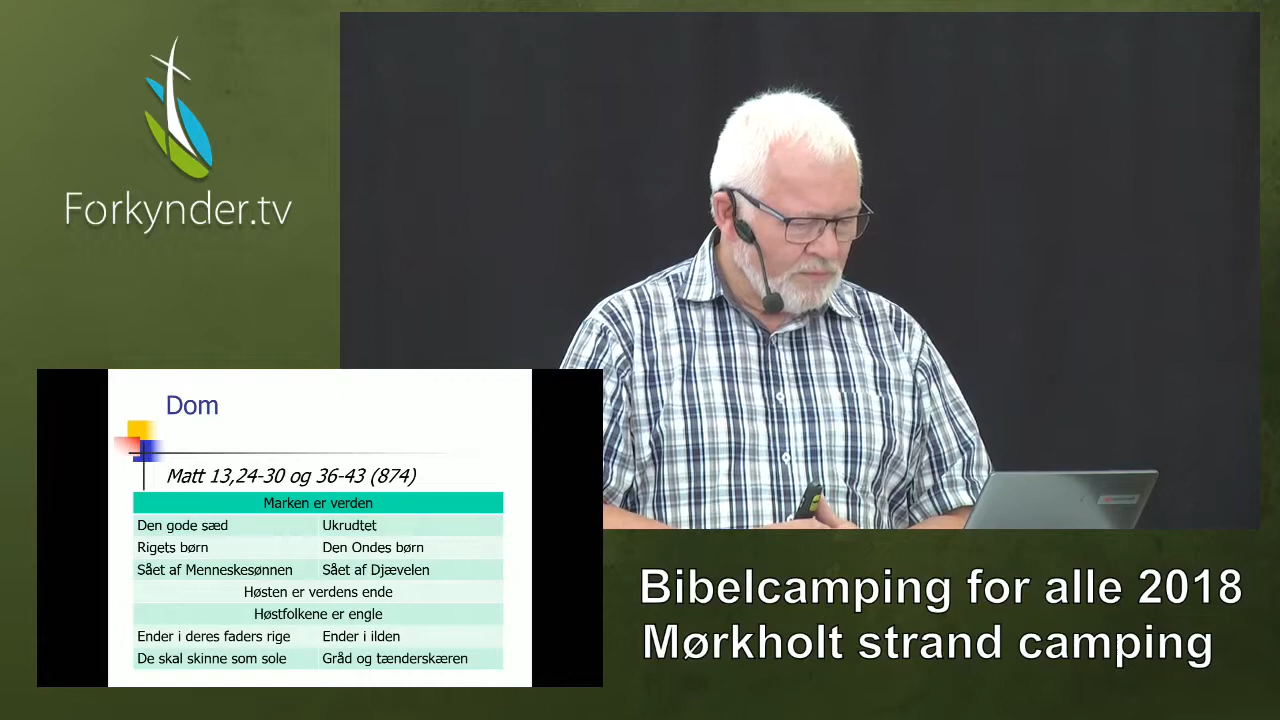 Forkynder.tv
Dom
Matt 13,24-30 og 36-43 (874)
Marken er verden
Den gode sæd Ukrudtet
Rigets børn Den Ondes børn
Sået af Menneskesønnen Sået af Djævelen
Høsten er verdens ende
Høstfolkene er engle
Ender i deres faders rige Ender i ilden
De skal skinne som sole Gråd og tænderskæren
Bibelcamping for alle 2018
Mørkholt strand camping